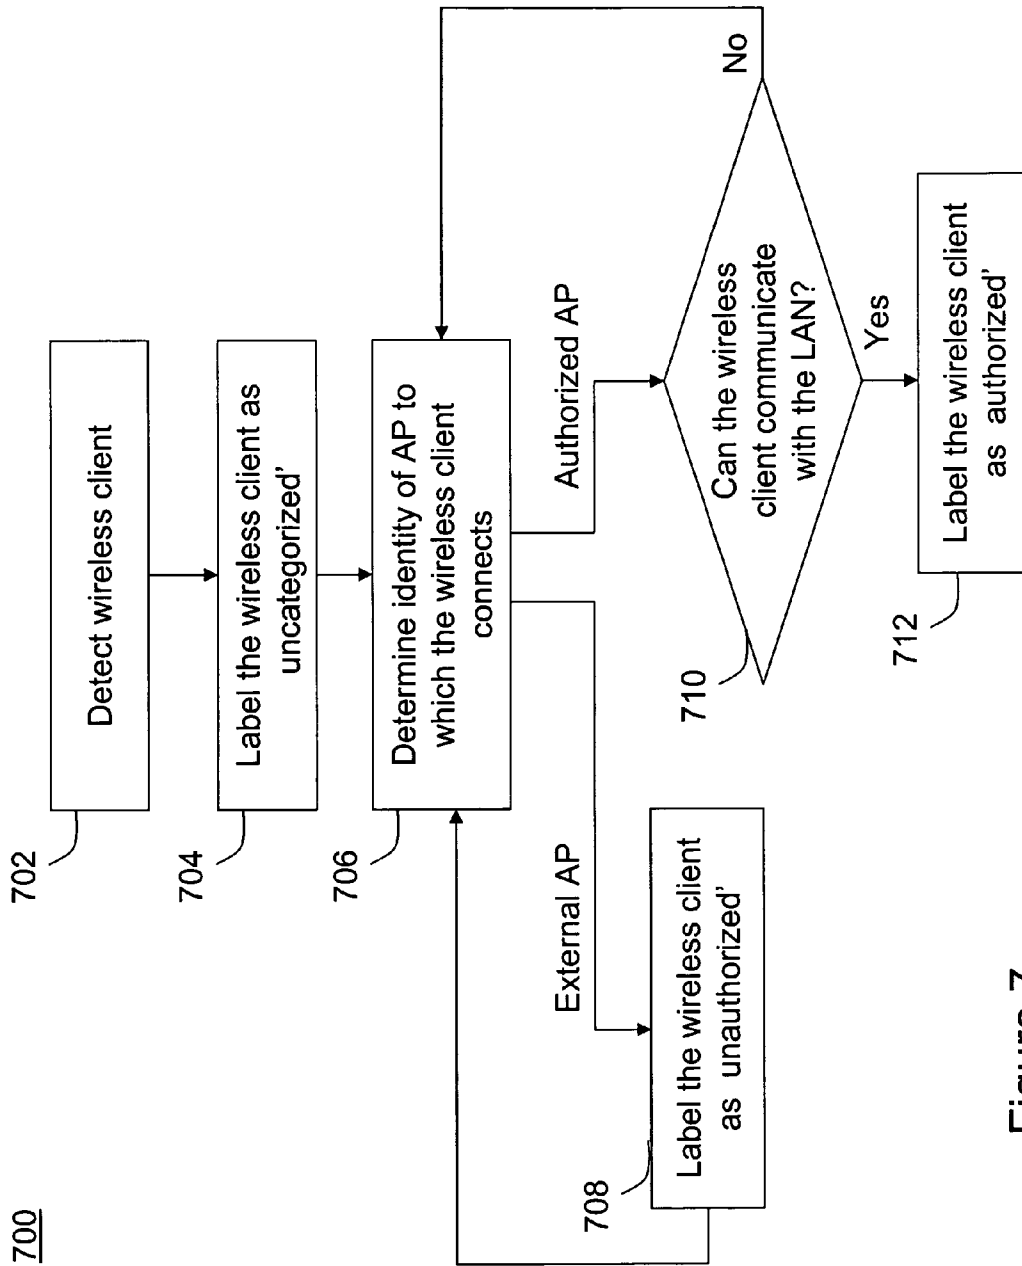 700
702
Detect wireless client
704
Label the wireless client as
uncategorized'
706
Determine identity of AP to
which the wireless client
connects
External AP
Authorized AP
708
Label the wireless client
as unauthorized'
710
Can the wireless
client communicate
with the LAN?
No
Yes
712
Label the wireless client
as authorized'
Figure 7